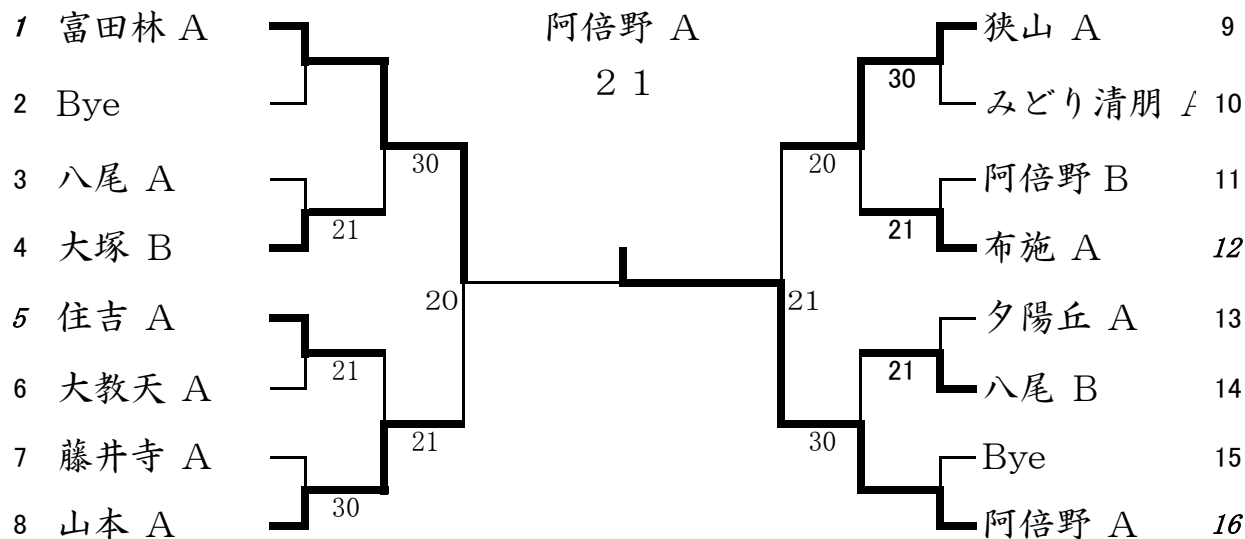 1 富田林 A
2 Bye
3 八尾 A
4 大塚 B
5 住吉 A
6 大教天 A
7 藤井寺 A
8 山本 A
30
21
21
30
20
21
阿倍野 A
2 1
狭山 A 9
みどり清朋 A 10
阿倍野 B 11
布施 A 12
夕陽丘 A 13
八尾 B 14
Bye 15
阿倍野 A 16
30
20
21
21
21
30